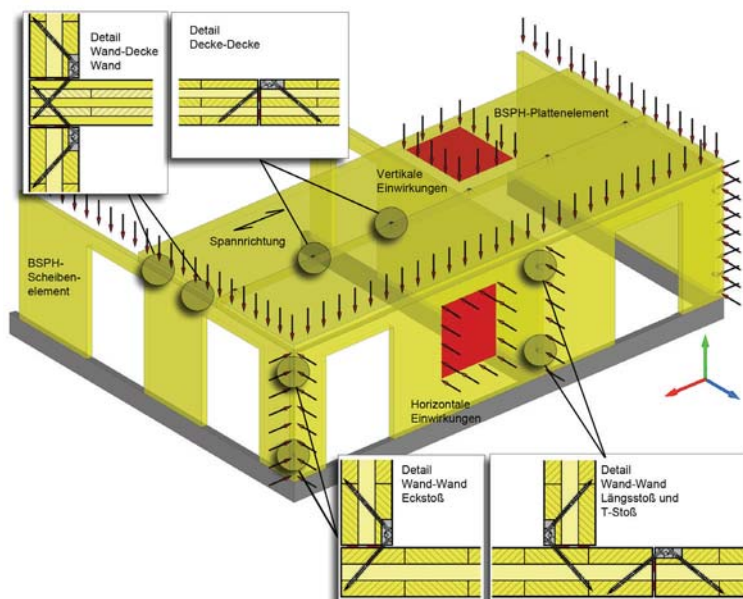 Detail
Wand-Decke
Wand
Detail
Decke-Decke
BSPH-Plattenelement
Vertikale
Einwirkungen
Spannrichtung
BSPH-
Scheiben-
element
Horizontale
Einwirkungen
Detail
Wand-Wand
Eckstoß
Detail
Wand-Wand
Längsstoß und
T-Stoß